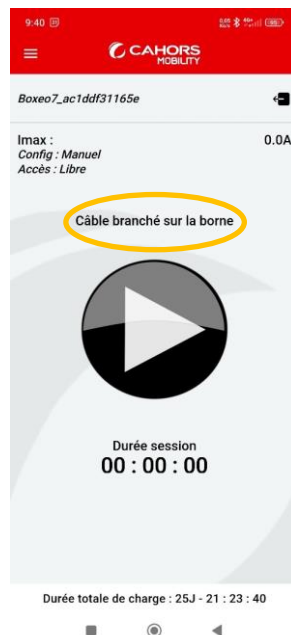 9:40
CAHORS
MOBILITY
Boxeo7_ac1ddf31165e
Imax : 0.0A
Config : Manuel
Accès : Libre
Câble branché sur la borne
Durée session
00 : 00 : 00
Durée totale de charge : 25J - 21 : 23 : 40